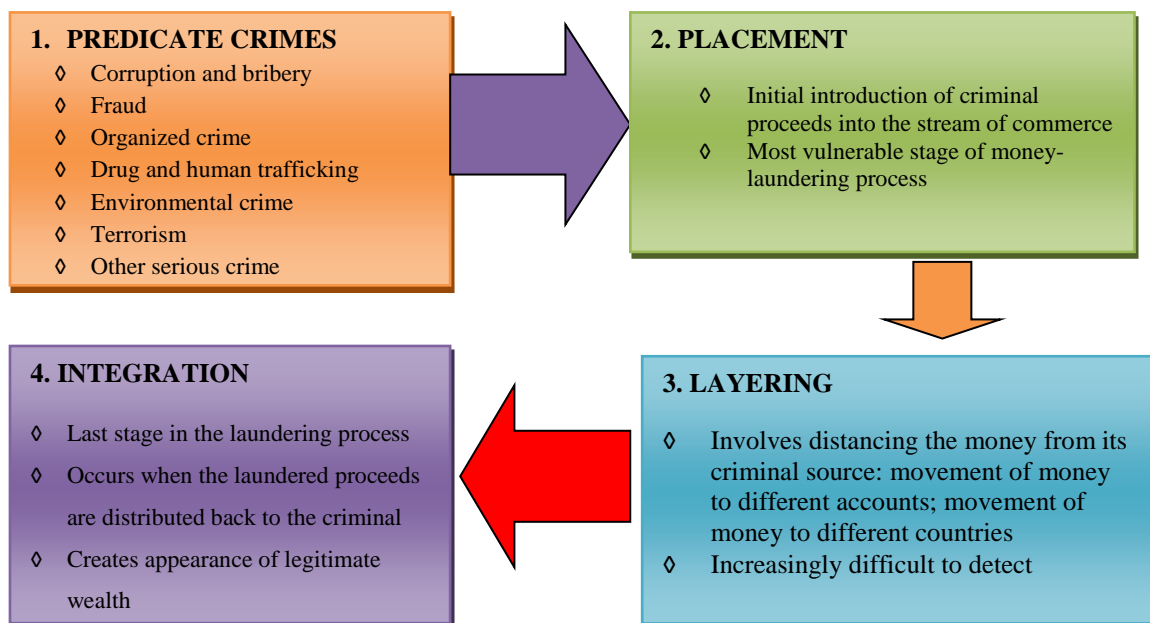 1. PREDICATE CRIMES
◊ Corruption and bribery
◊ Fraud
◊ Organized crime
◊ Drug and human trafficking
◊ Environmental crime
◊ Terrorism
◊ Other serious crime
2. PLACEMENT
◊ Initial introduction of criminal
proceeds into the stream of commerce
◊ Most vulnerable stage of money-
laundering process
3. LAYERING
◊ Involves distancing the money from its
criminal source: movement of money
to different accounts; movement of
money to different countries
◊ Increasingly difficult to detect
4. INTEGRATION
◊ Last stage in the laundering process
◊ Occurs when the laundered proceeds
are distributed back to the criminal
◊ Creates appearance of legitimate
wealth